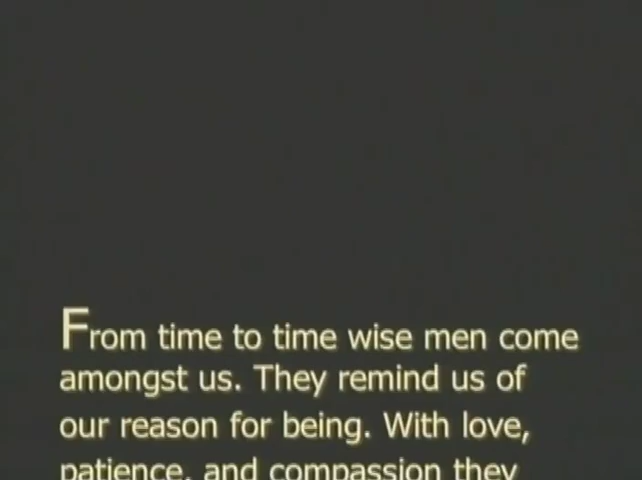 From time to time wise men come
amongst us. They remind us of
our reason for being. With love,
patience, and compassion they